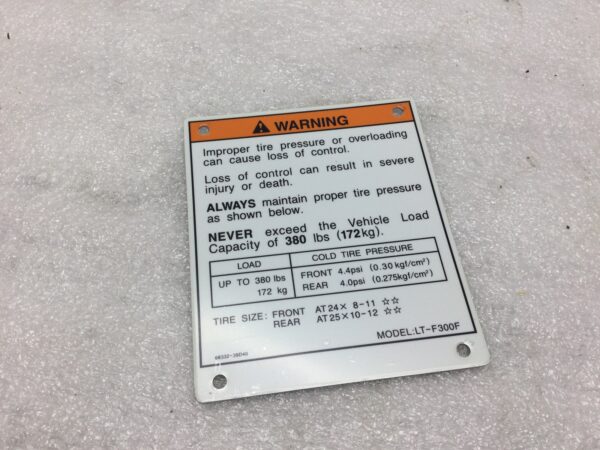 WARNING
Improper tire pressure or overloading
can cause loss of control.
Loss of control can result in severe
injury or death.
ALWAYS maintain proper tire pressure
as shown below.
NEVER exceed the Vehicle Load
Capacity of 380 lbs (172kg).
LOAD COLD TIRE PRESSURE
UP TO 380 lbs FRONT 4.4psi (0.30 kgf/cm²)
172 kg REAR 4.0psi (0.275kgf/cm²)
TIRE SIZE: FRONT AT24× 8-11 ☆☆
REAR AT25×10-12 ☆☆
MODEL:LT-F300F